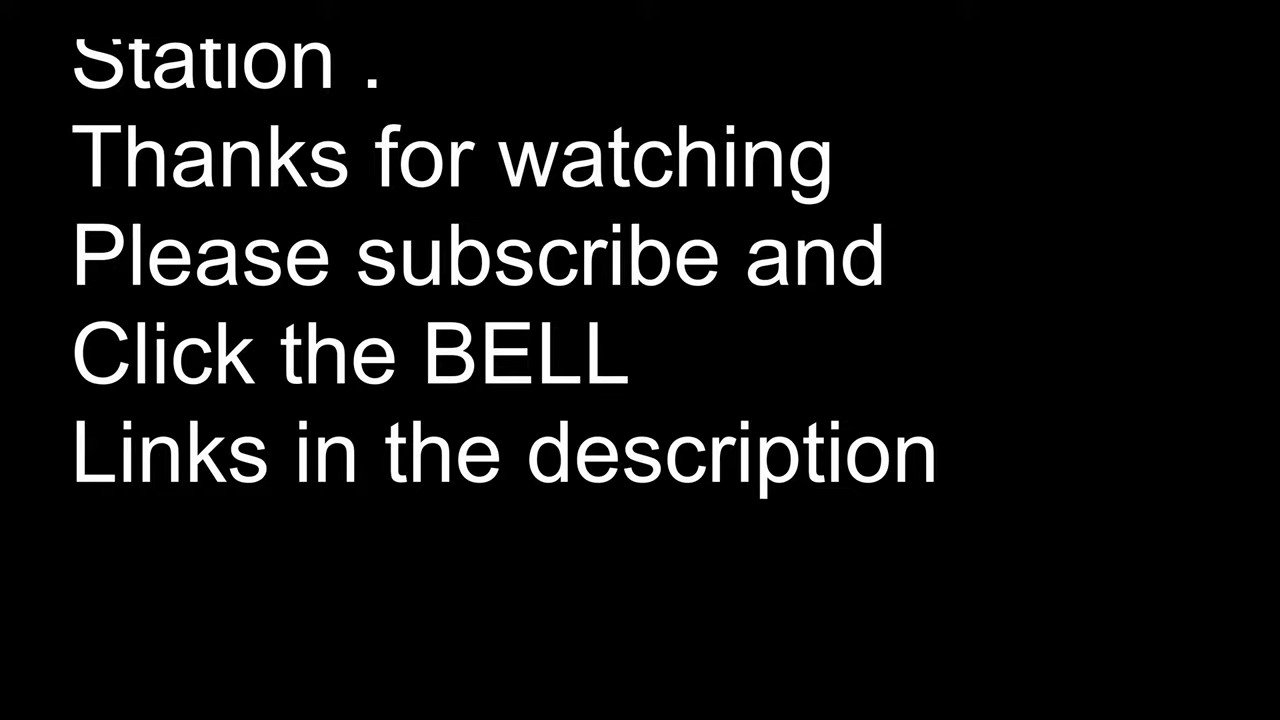 Station .
Thanks for watching
Please subscribe and
Click the BELL
Links in the description